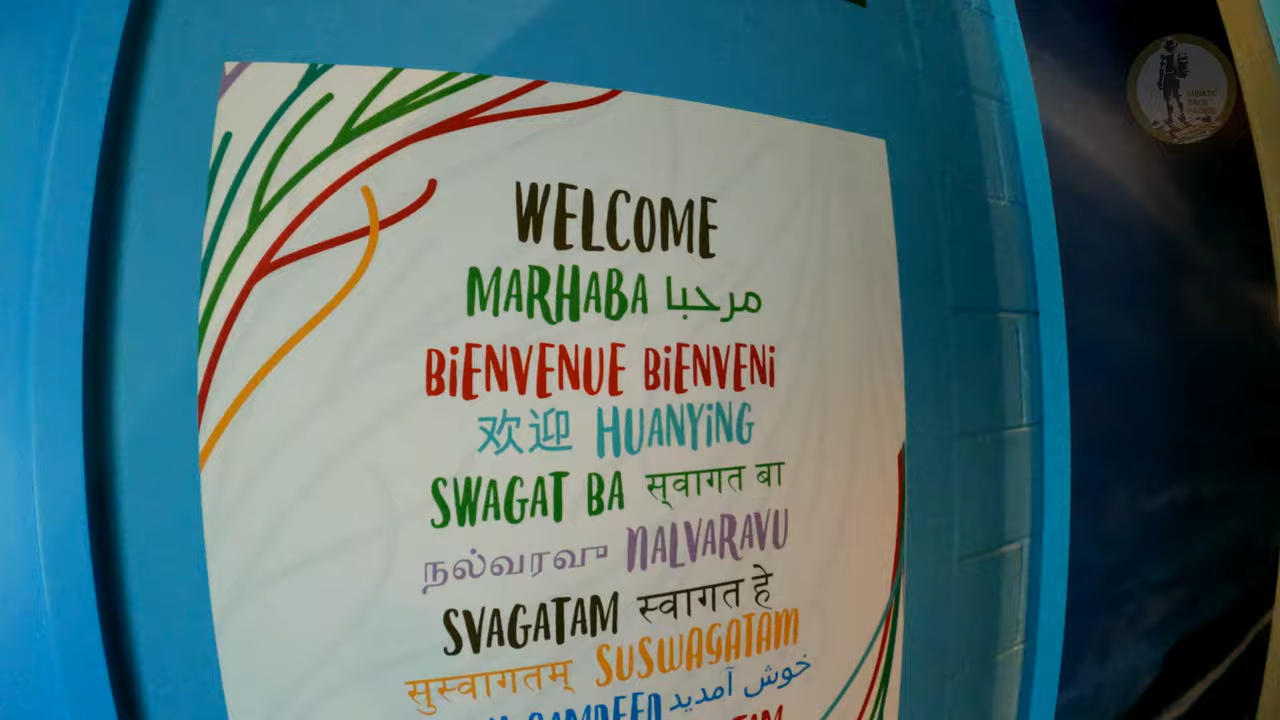 WELCOME
MARHABA مرحبا
BiENVENUE BiENVENi
欢迎 HUANYiNG
SWAGAT BA स्वागत बा
நல்வரவு NALVARAVU
SVAGATAM स्वागत हे
सुस्वागतम् SUSWAGATAM
خوش آمدید